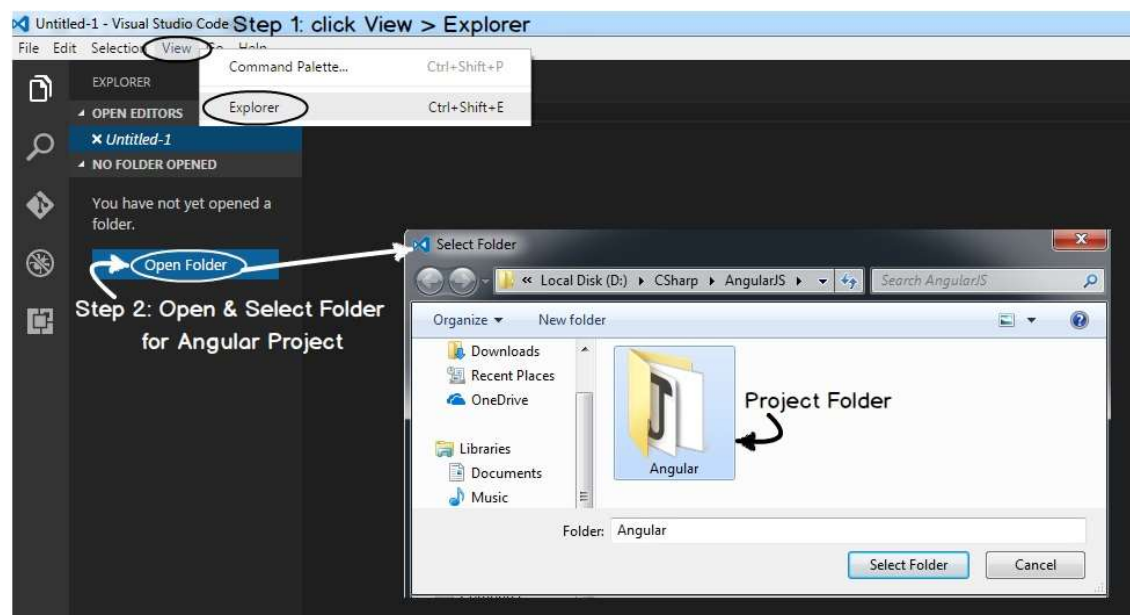 Untitled-1 - Visual Studio Code
Step 1: click View > Explorer
File Edit Selection View Go Help
Command Palette... Ctrl+Shift+P
Explorer Ctrl+Shift+E
EXPLORER
OPEN EDITORS
Untitled-1
NO FOLDER OPENED
You have not yet opened a
folder.
Open Folder
Step 2: Open & Select Folder
for Angular Project
Select Folder
« Local Disk (D:) CSharp AngularJS
Search AngularJS
Organize New folder
Downloads
Recent Places
OneDrive
Libraries
Documents
Music
Angular
Project Folder
Folder: Angular
Select Folder Cancel